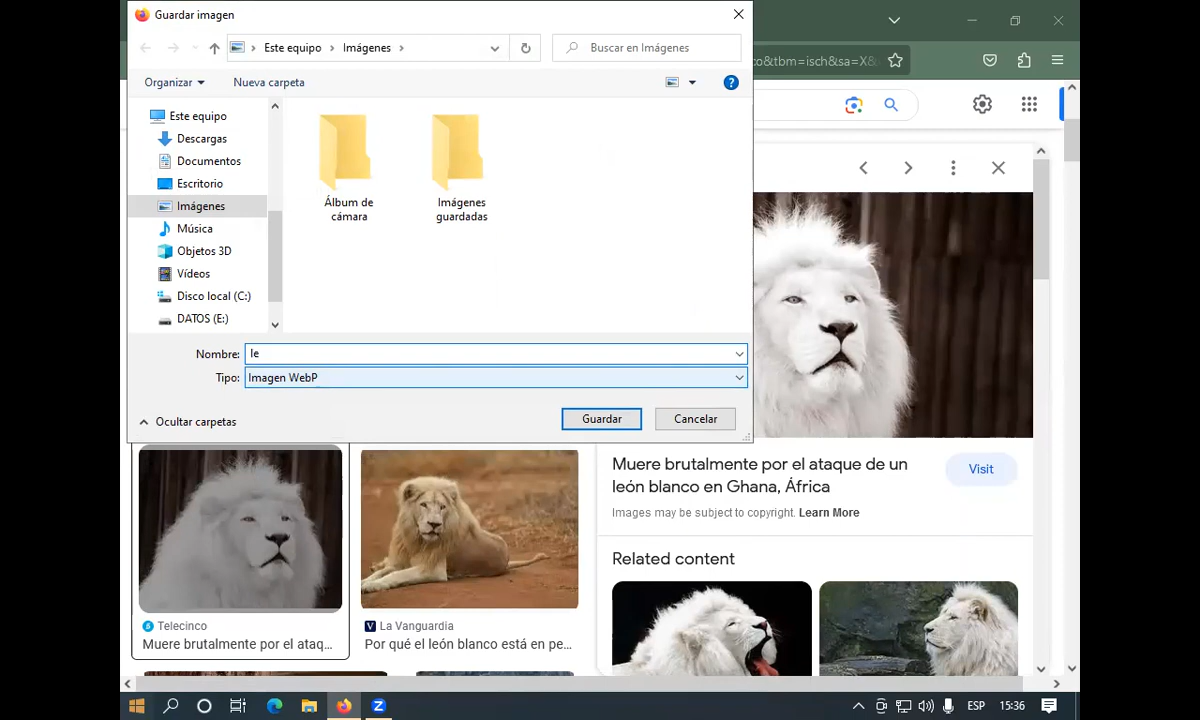 Guardar imagen
Este equipo
Imágenes
Buscar en Imágenes
Organizar
Nueva carpeta
co&tbm=isch&sa=X&
Este equipo
Descargas
Documentos
Escritorio
Imágenes
Música
Objetos 3D
Vídeos
Disco local (C:)
DATOS (E:)
Álbum de
cámara
Imágenes
guardadas
Nombre: le
Tipo: Imagen WebP
Ocultar carpetas
Guardar
Cancelar
Muere brutalmente por el ataque de un
león blanco en Ghana, África
Visit
Images may be subject to copyright. Learn More
Related content
Telecinco
Muere brutalmente por el ataq...
La Vanguardia
Por qué el león blanco está en pe...
ESP
15:36